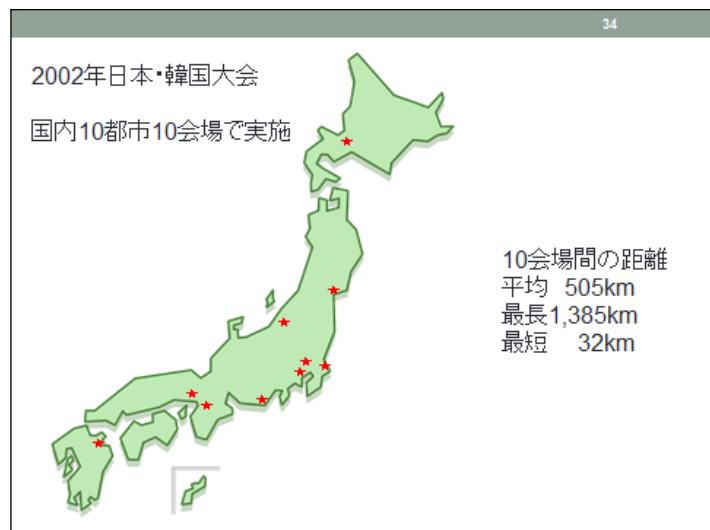 34
2002年日本・韓国大会
国内10都市10会場で実施
10会場間の距離
平均 505km
最長1,385km
最短 32km